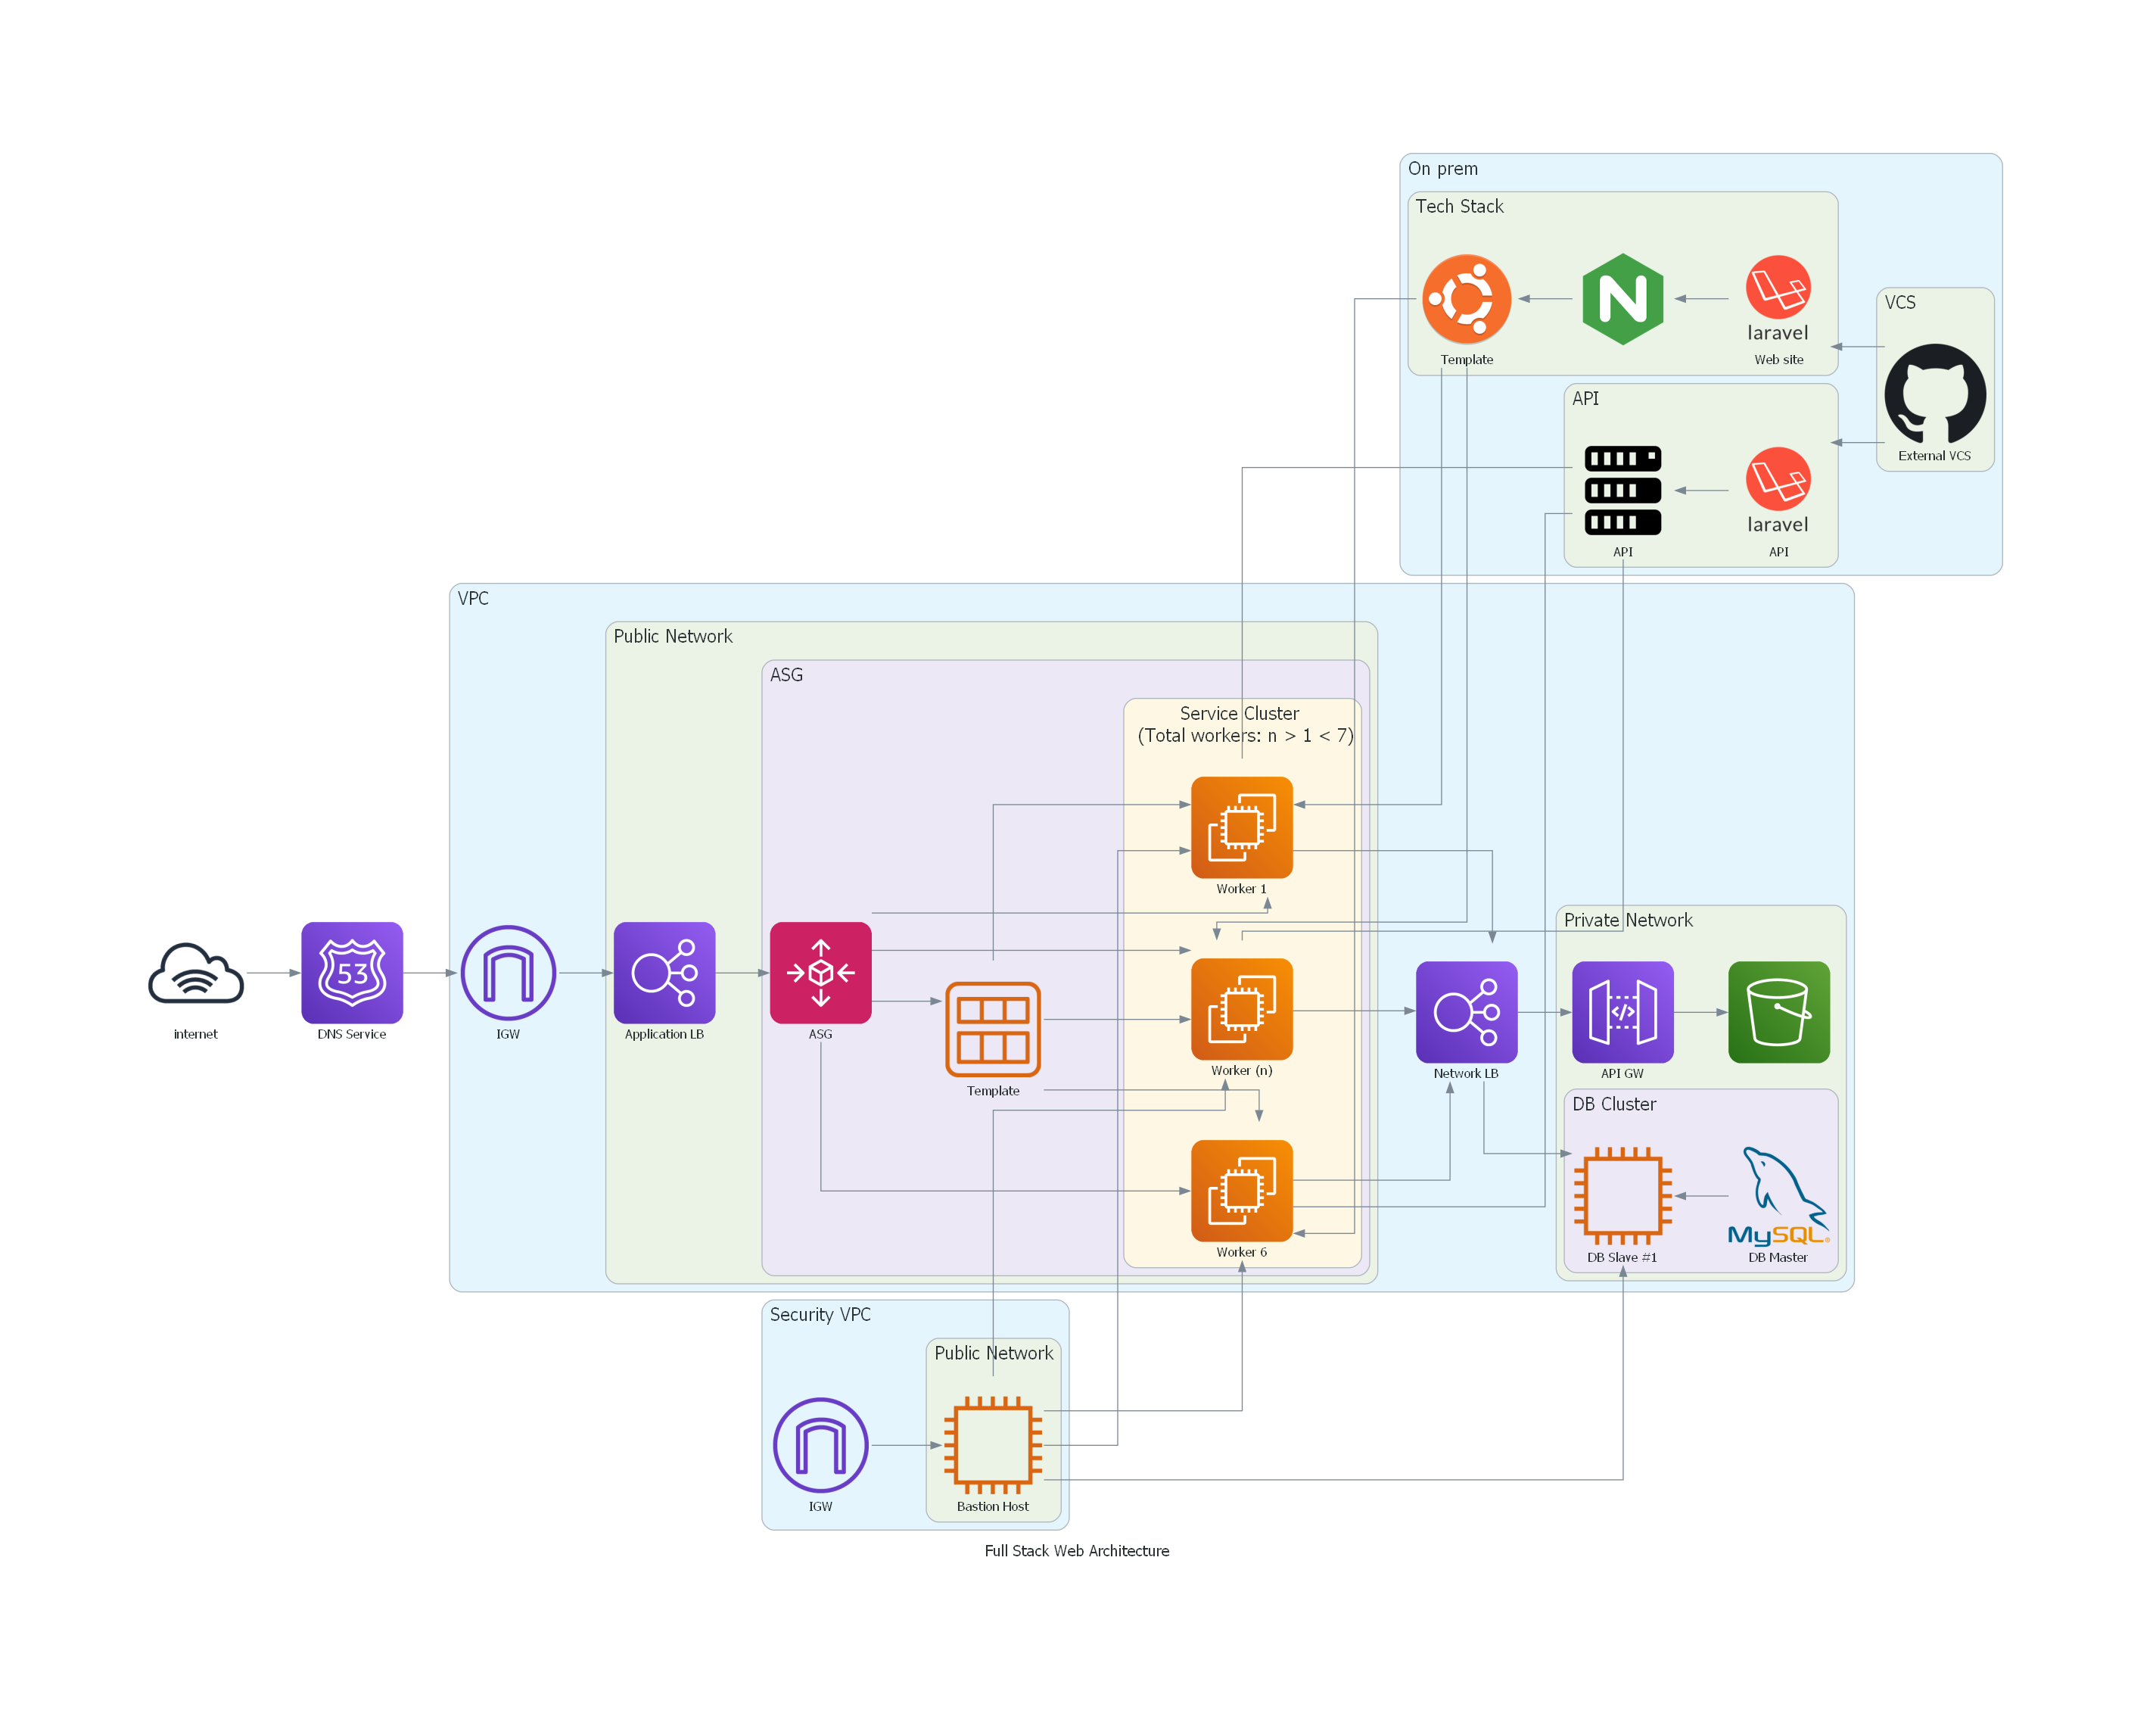 On prem
Tech Stack
Template
laravel
Web site
VCS
External VCS
API
API
laravel
API
VPC
Public Network
ASG
Service Cluster
(Total workers: n > 1 < 7)
Worker 1
internet
53
DNS Service
IGW
Application LB
ASG
Template
Worker (n)
Worker 6
Network LB
Private Network
API GW
DB Cluster
DB Slave #1
MySQL®
DB Master
Security VPC
Public Network
IGW
Bastion Host
Full Stack Web Architecture